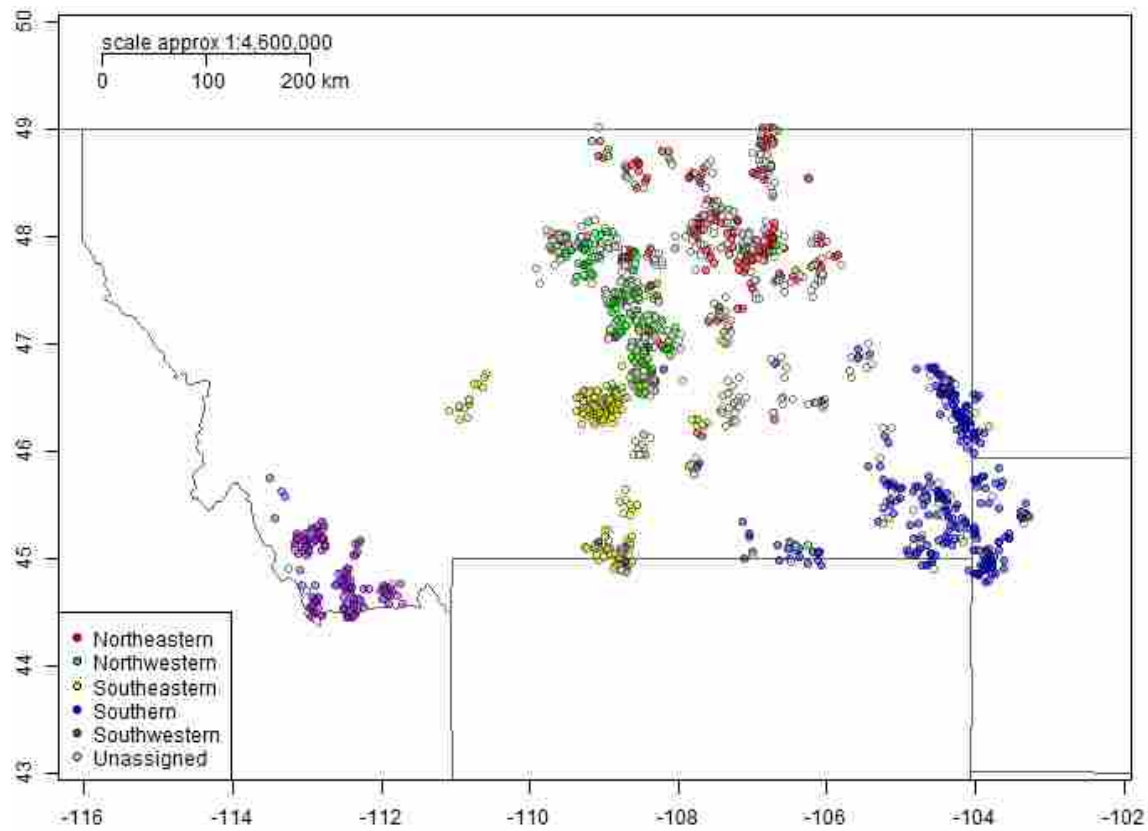 50
scale approx 1:4,600,000
0 100 200 km
49
48
47
46
45
44
43
Northeastern
Northwestern
Southeastern
Southern
Southwestern
Unassigned
-116 -114 -112 -110 -108 -106 -104 -102